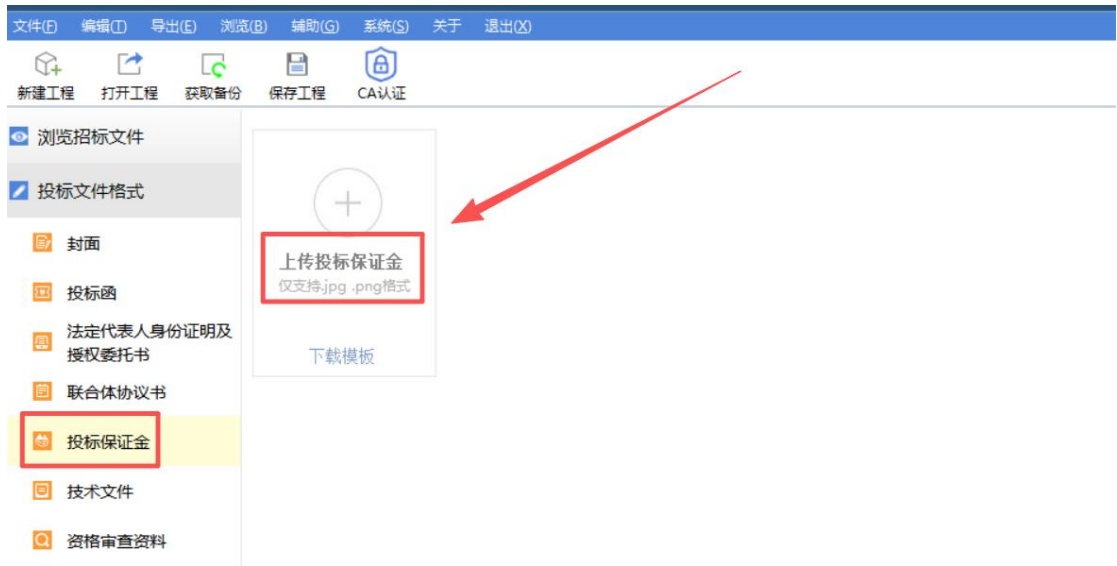 文件(F) 编辑(T) 导出(E) 浏览(B) 辅助(G) 系统(S) 关于 退出(X)
新建工程 打开工程 获取备份 保存工程 CA认证
浏览招标文件
投标文件格式
封面
投标函
法定代表人身份证明及
授权委托书
联合体协议书
投标保证金
技术文件
资格审查资料
上传投标保证金
仅支持.jpg .png格式
下载模板